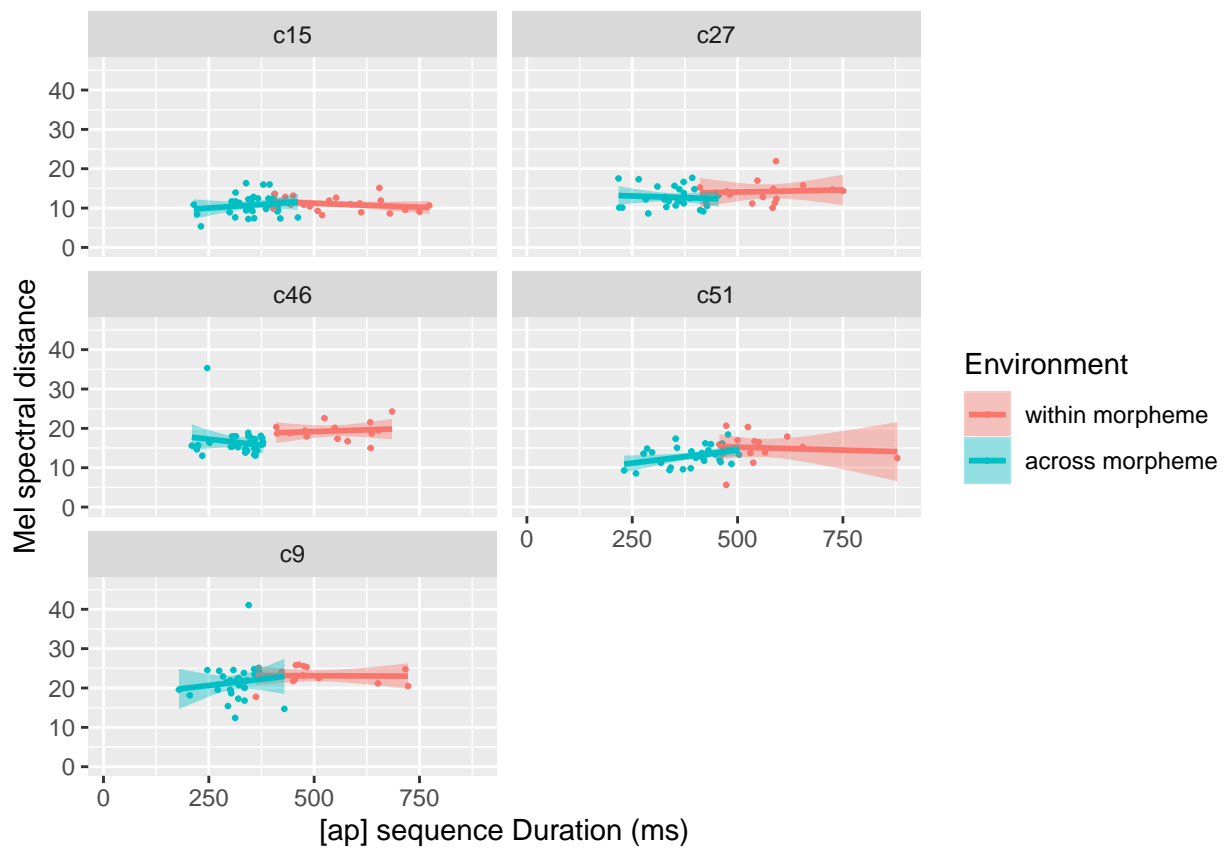 c15
c27
40
30
20
10
0
c46
c51
40
30
20
10
0
Mel spectral distance
Environment
within morpheme
across morpheme
0 250 500 750
c9
40
30
20
10
0
0 250 500 750
[ap] sequence Duration (ms)